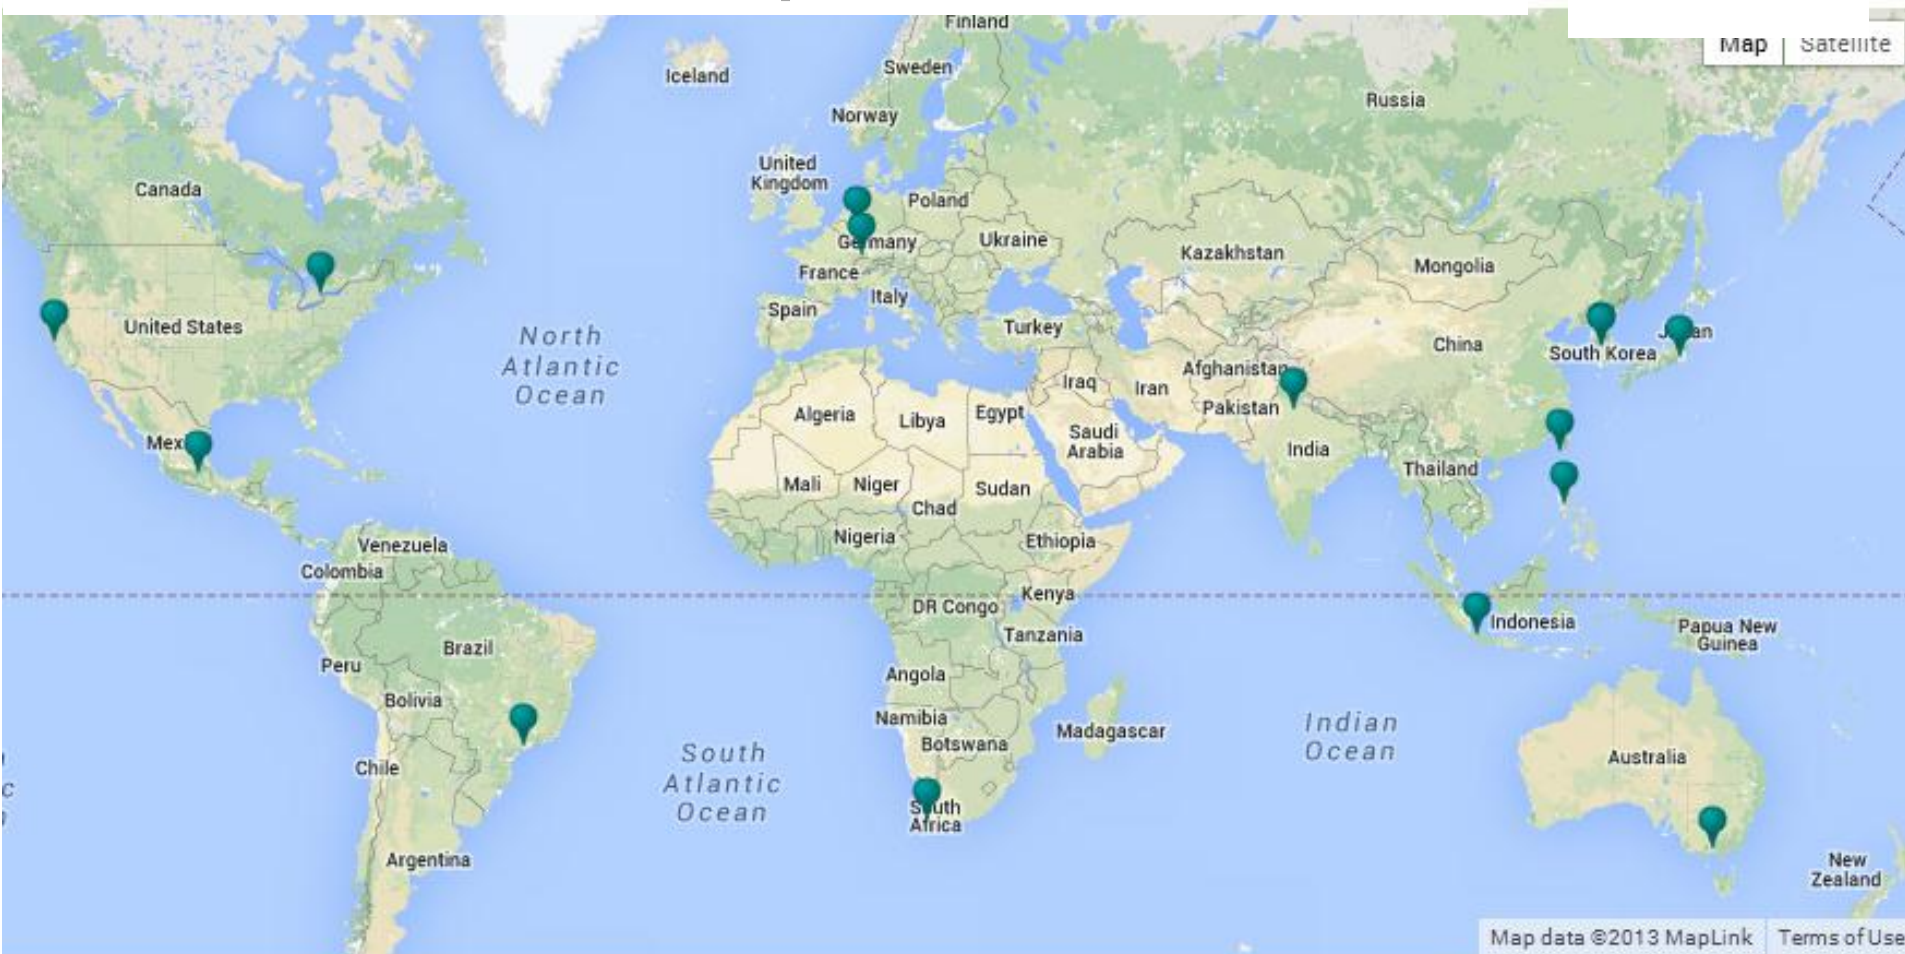 Finland
Map
Satellite
Iceland
Sweden
Norway
Russia
United
Kingdom
Canada
Poland
Germany
Ukraine
France
Kazakhstan
Mongolia
Italy
Spain
United States
Turkey
North
Atlantic
Ocean
China
South Korea
Japan
Afghanistan
Iraq
Iran
Pakistan
Algeria
Libya
Egypt
Saudi
Arabia
Mex
India
Thailand
Mali
Niger
Sudan
Chad
Nigeria
Ethiopia
Venezuela
Colombia
Kenya
DR Congo
Tanzania
Indonesia
Papua New
Guinea
Brazil
Peru
Angola
Bolivia
Namibia
Botswana
Madagascar
Indian
Ocean
South
Atlantic
Ocean
Chile
Australia
South
Africa
Argentina
New
Zealand
Map data ©2013 MapLink
Terms of Use